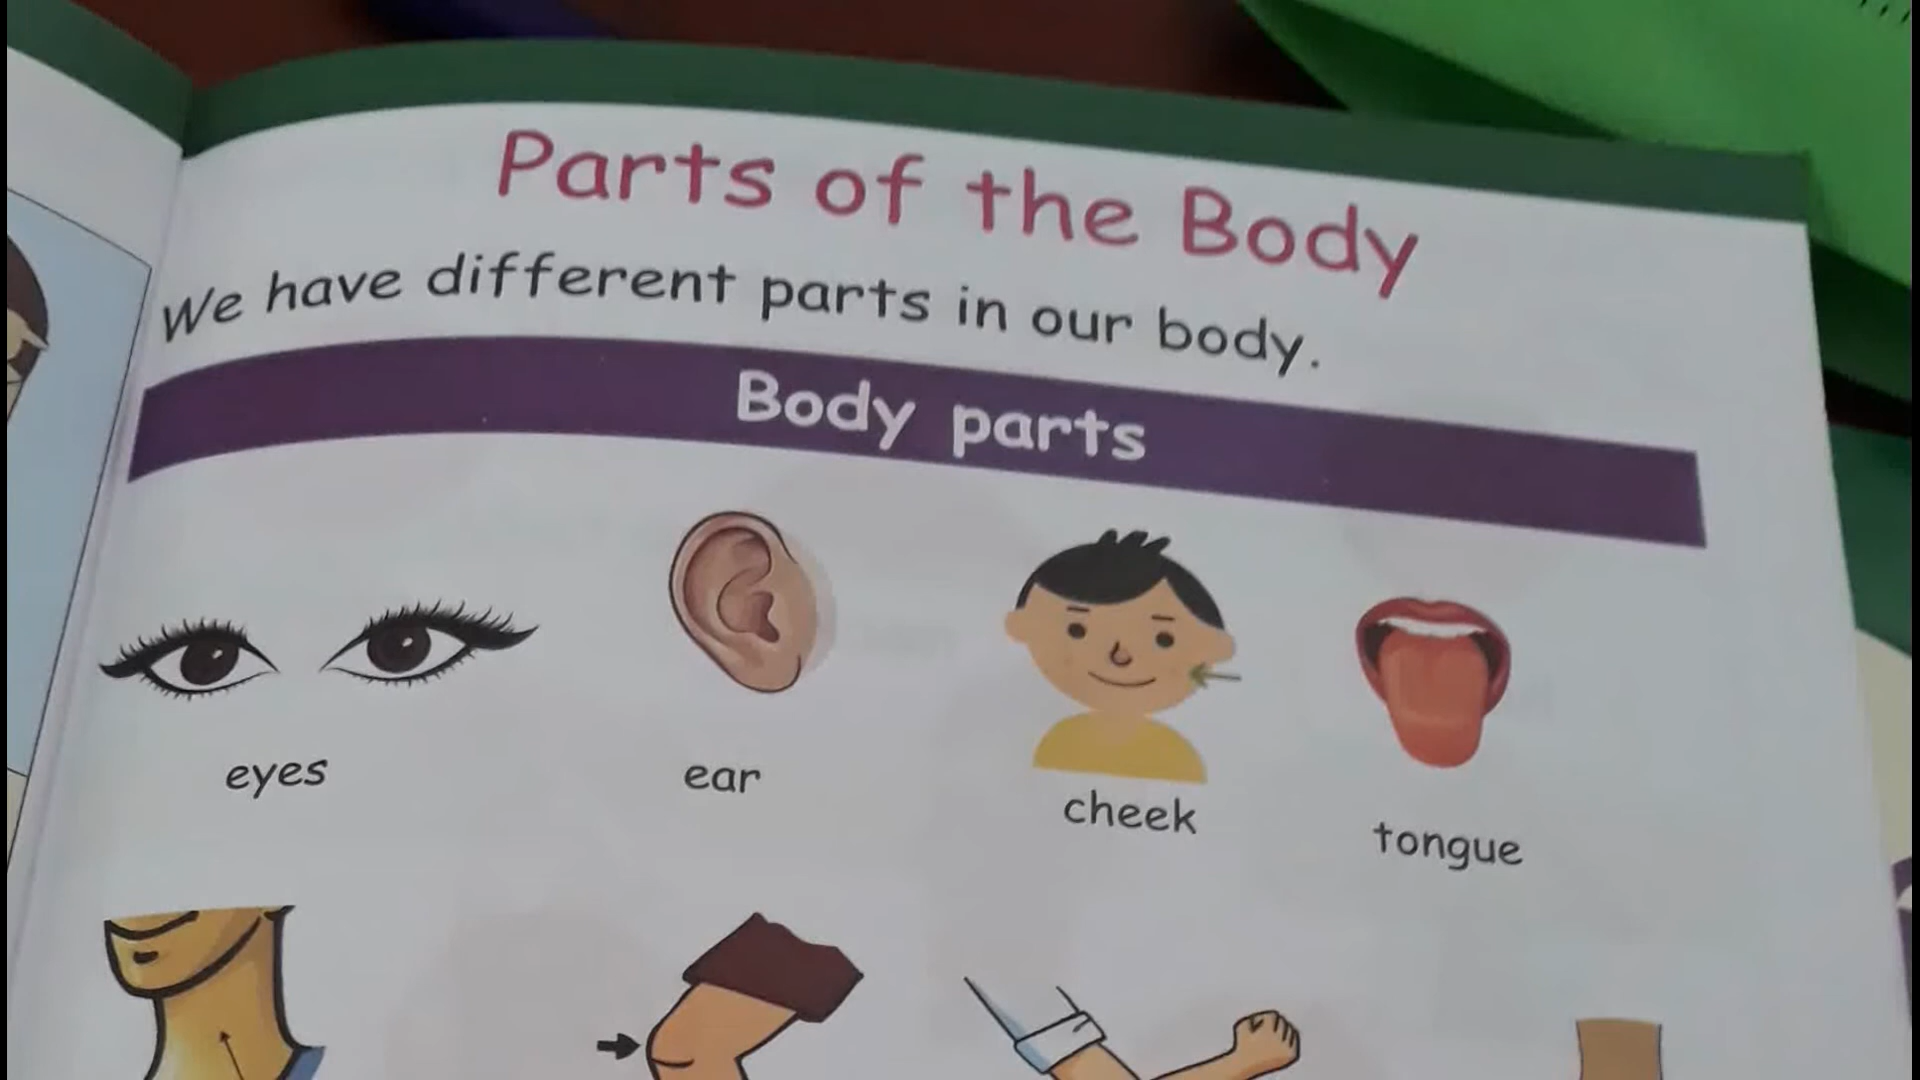 Parts of the Body
We have different parts in our body.
Body parts
eyes
ear
cheek
tongue